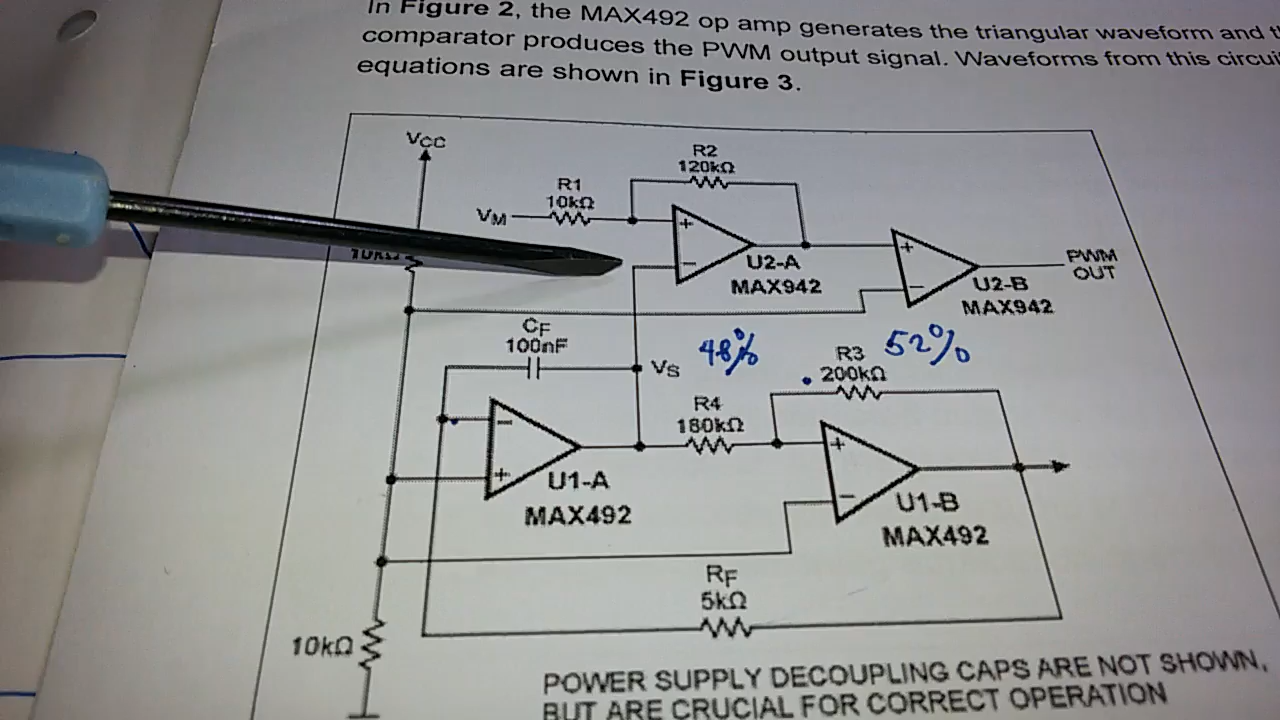 In Figure 2, the MAX492 op amp generates the triangular waveform and
comparator produces the PWM output signal. Waveforms from this
equations are shown in Figure 3.
VCC
R2
120kΩ
R1
10kΩ
VM
+
−
U2-A
MAX942
+
−
U2-B
MAX942
PWM
OUT
10kΩ
CF
100nF
VS
48%
R3
200kΩ
52%
R4
180kΩ
−
+
U1-A
MAX492
+
−
U1-B
MAX492
RF
5kΩ
10kΩ
POWER SUPPLY DECOUPLING CAPS ARE NOT SHOWN,
BUT ARE CRUCIAL FOR CORRECT OPERATION